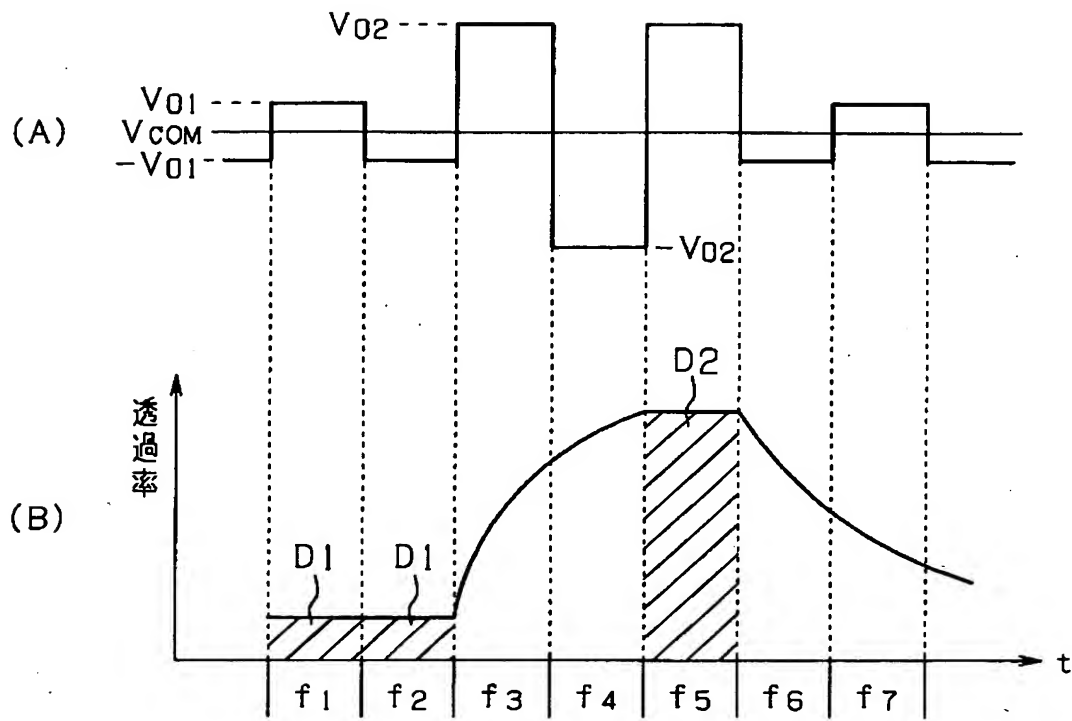 V02
V01
(A)
VCOM
-V01
-V02
D2
透過率
(B)
D1 D1
t
f1 f2 f3 f4 f5 f6 f7